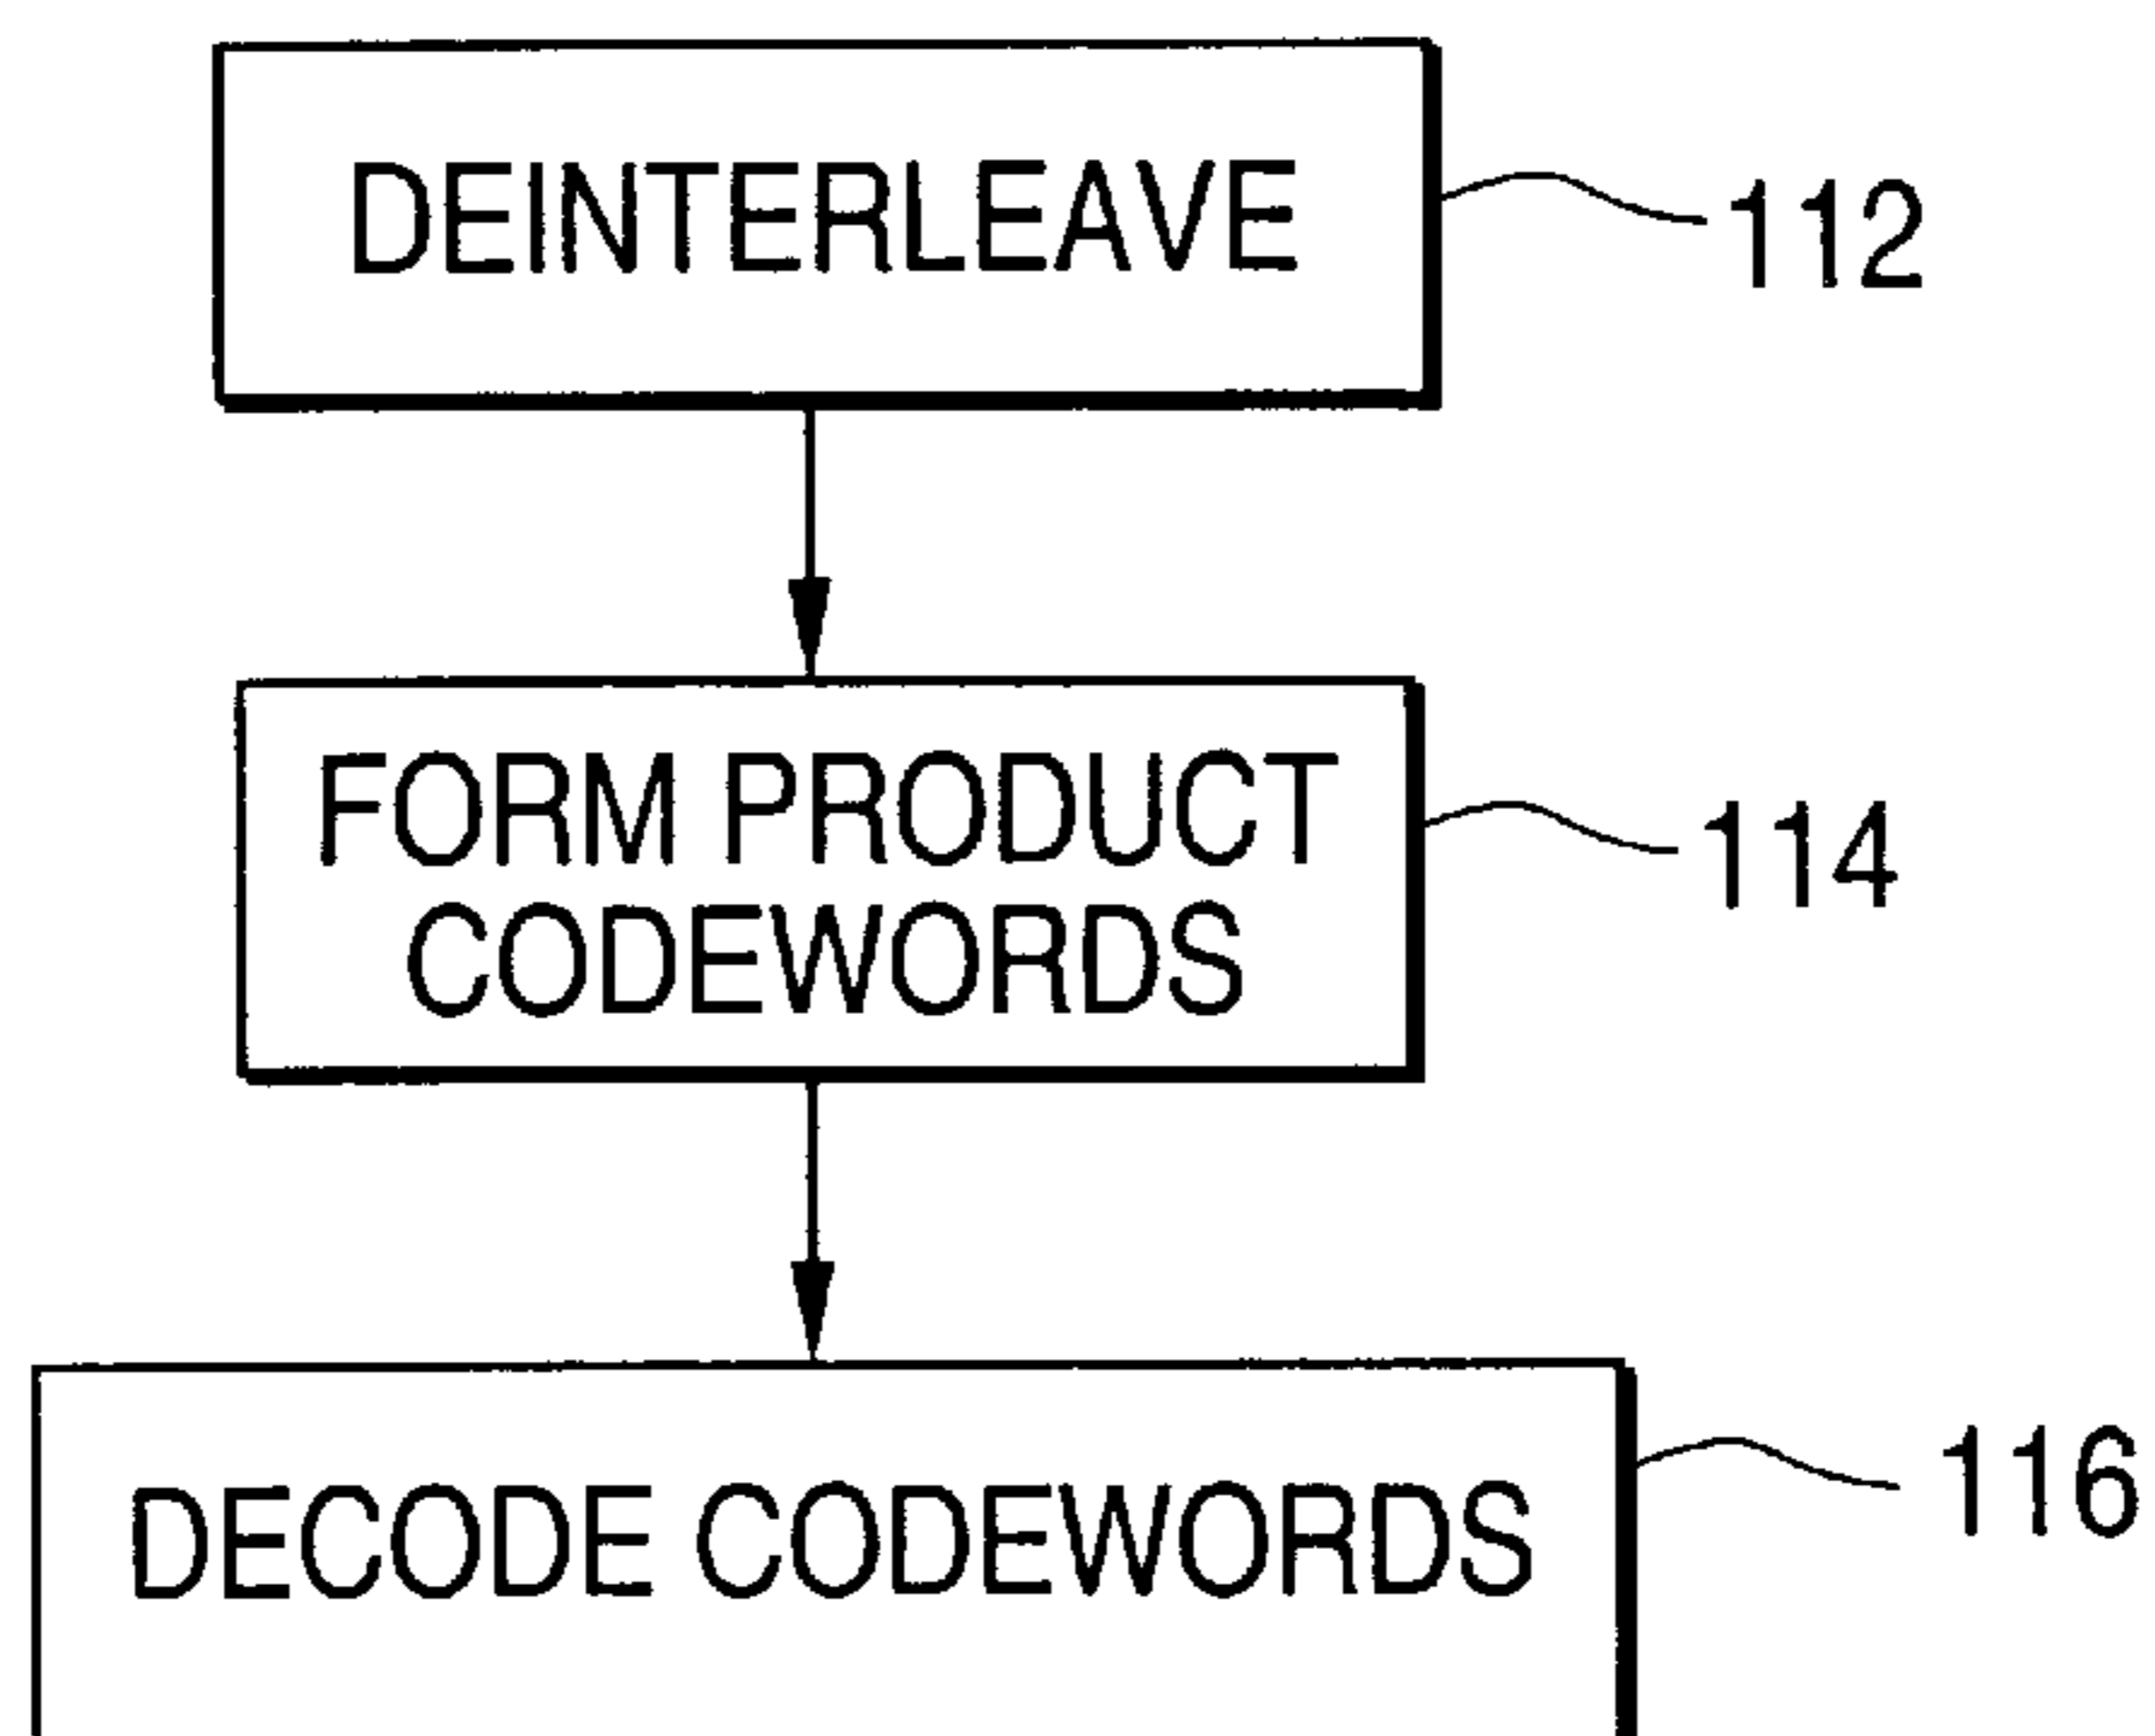 DEINTERLEAVE
112
FORM PRODUCT
CODEWORDS
114
DECODE CODEWORDS
116